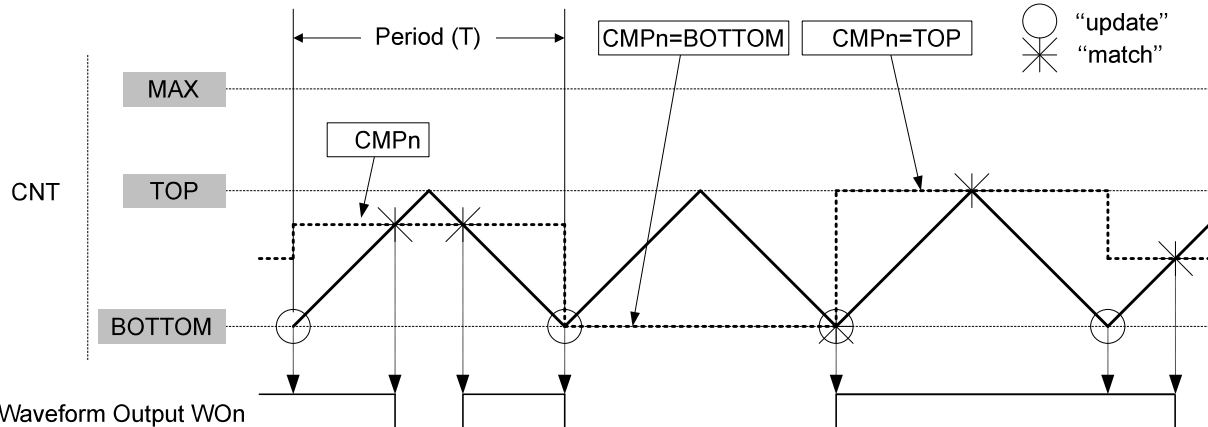 Period (T)
CMPn=BOTTOM
CMPn=TOP
“update”
“match”
MAX
CMPn
CNT
TOP
BOTTOM
Waveform Output WOn